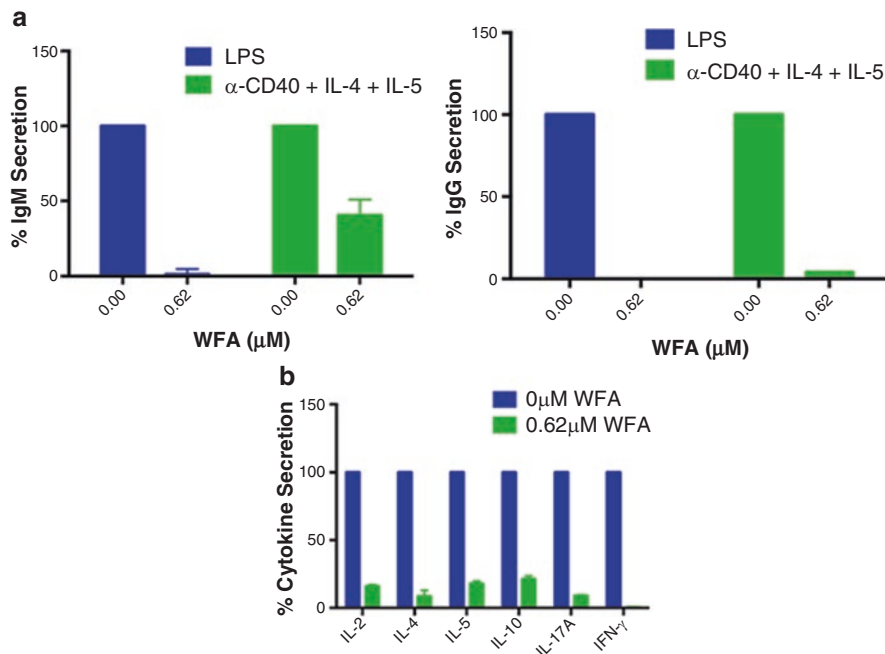 a
150
100
50
0
% IgM Secretion
LPS
α-CD40 + IL-4 + IL-5
0.00
0.62
0.00
0.62
WFA (μM)
150
100
50
0
% IgG Secretion
LPS
α-CD40 + IL-4 + IL-5
0.00
0.62
0.00
0.62
WFA (μM)
b
150
100
50
0
% Cytokine Secretion
0μM WFA
0.62μM WFA
IL-2
IL-4
IL-5
IL-10
IL-17A
IFN-γ